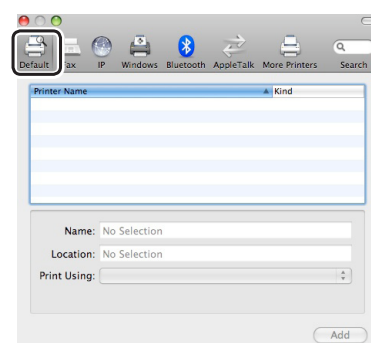 Default Fax IP Windows Bluetooth AppleTalk More Printers Search
Printer Name Kind
Name: No Selection
Location: No Selection
Print Using:
Add